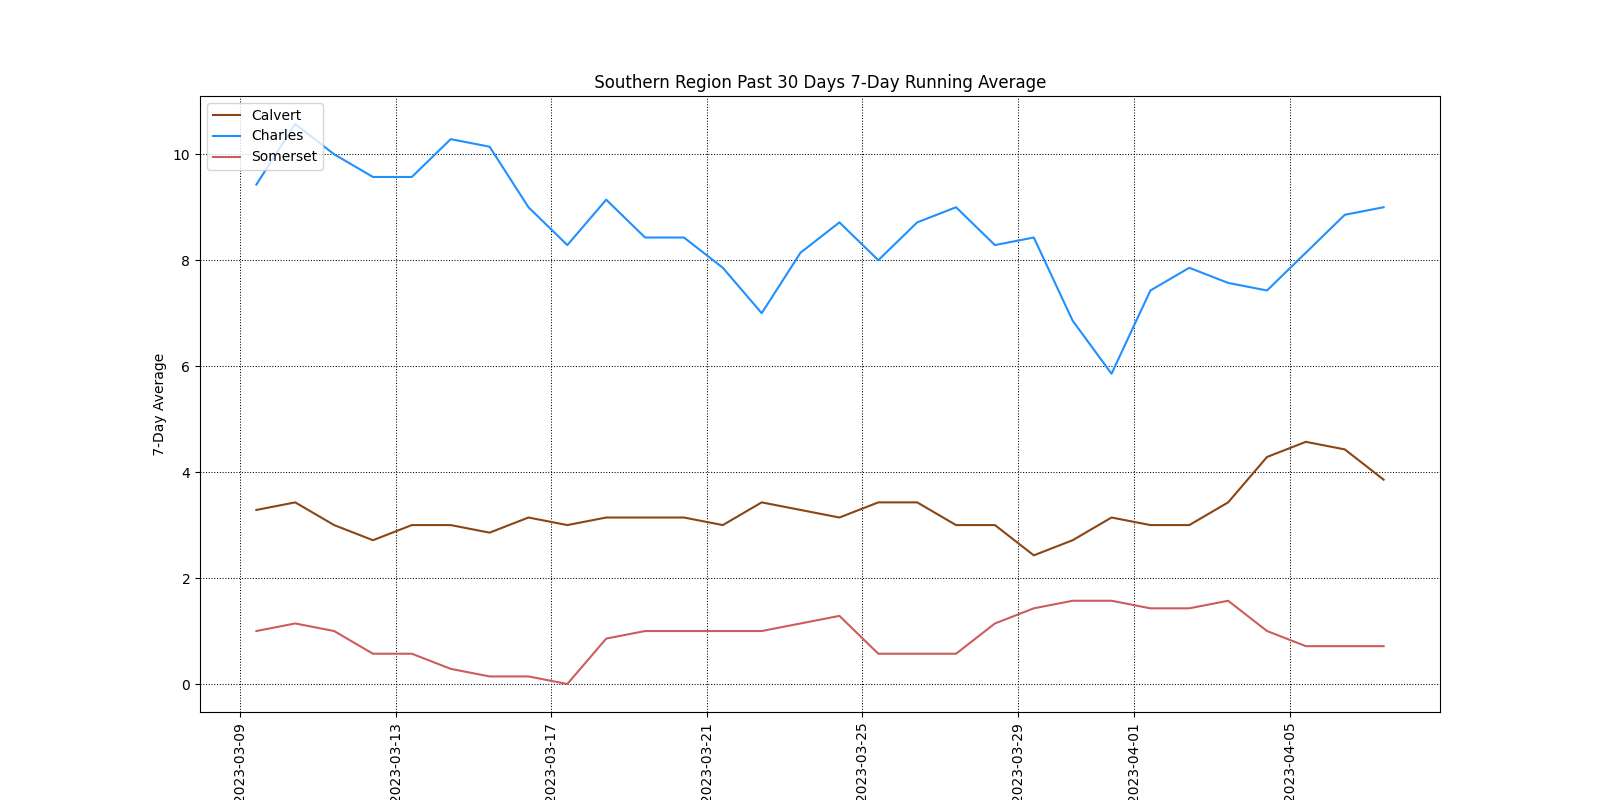 Southern Region Past 30 Days 7-Day Running Average
Calvert
Charles
Somerset
7-Day Average
10
8
6
4
2
0
2023-03-09
2023-03-13
2023-03-17
2023-03-21
2023-03-25
2023-03-29
2023-04-01
2023-04-05